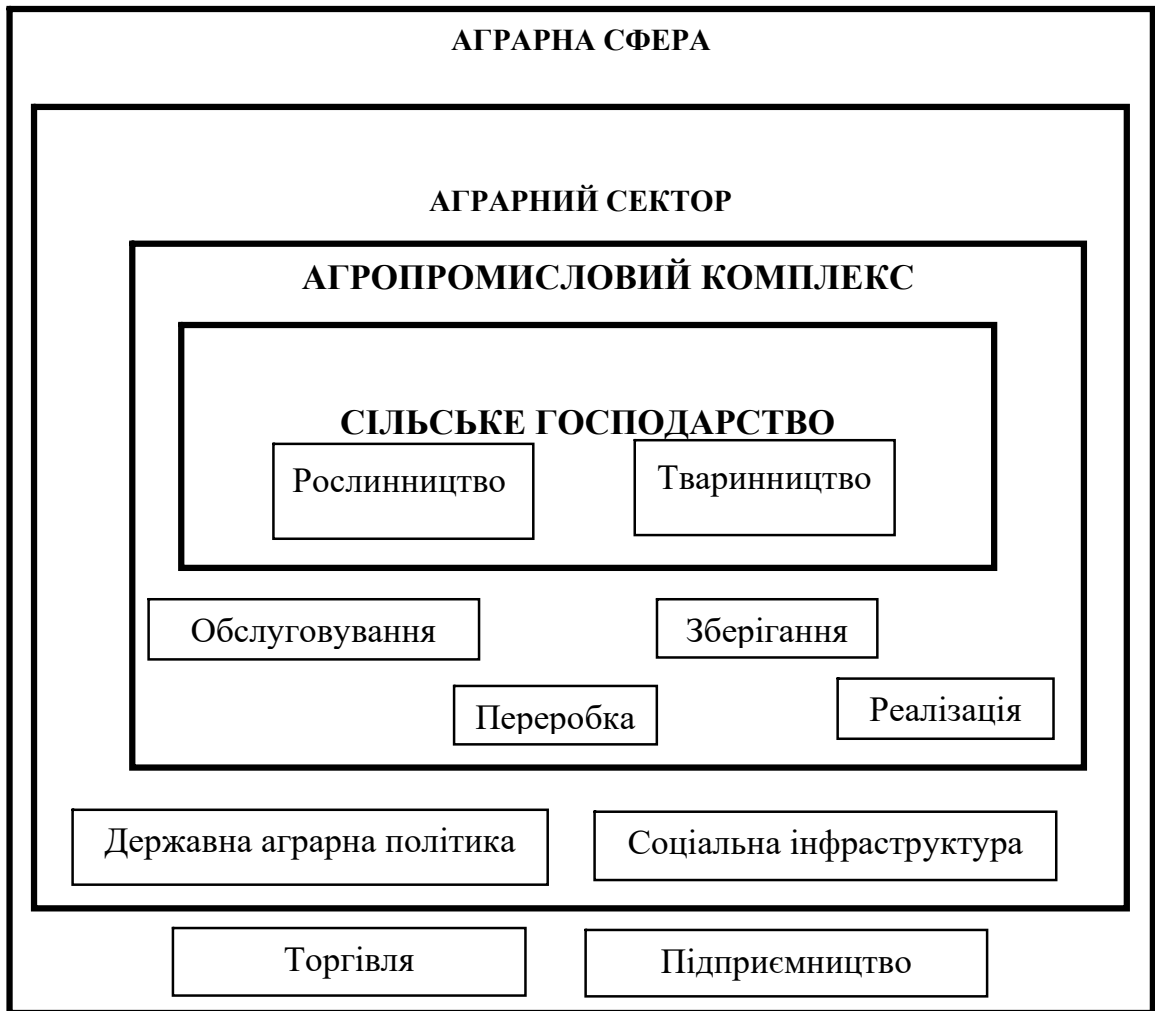 АГРАРНА СФЕРА
АГРАРНИЙ СЕКТОР
АГРОПРОМИСЛОВИЙ КОМПЛЕКС
СІЛЬСЬКЕ ГОСПОДАРСТВО
Рослинництво
Тваринництво
Обслуговування
Зберігання
Переробка
Реалізація
Державна аграрна політика
Соціальна інфраструктура
Торгівля
Підприємництво